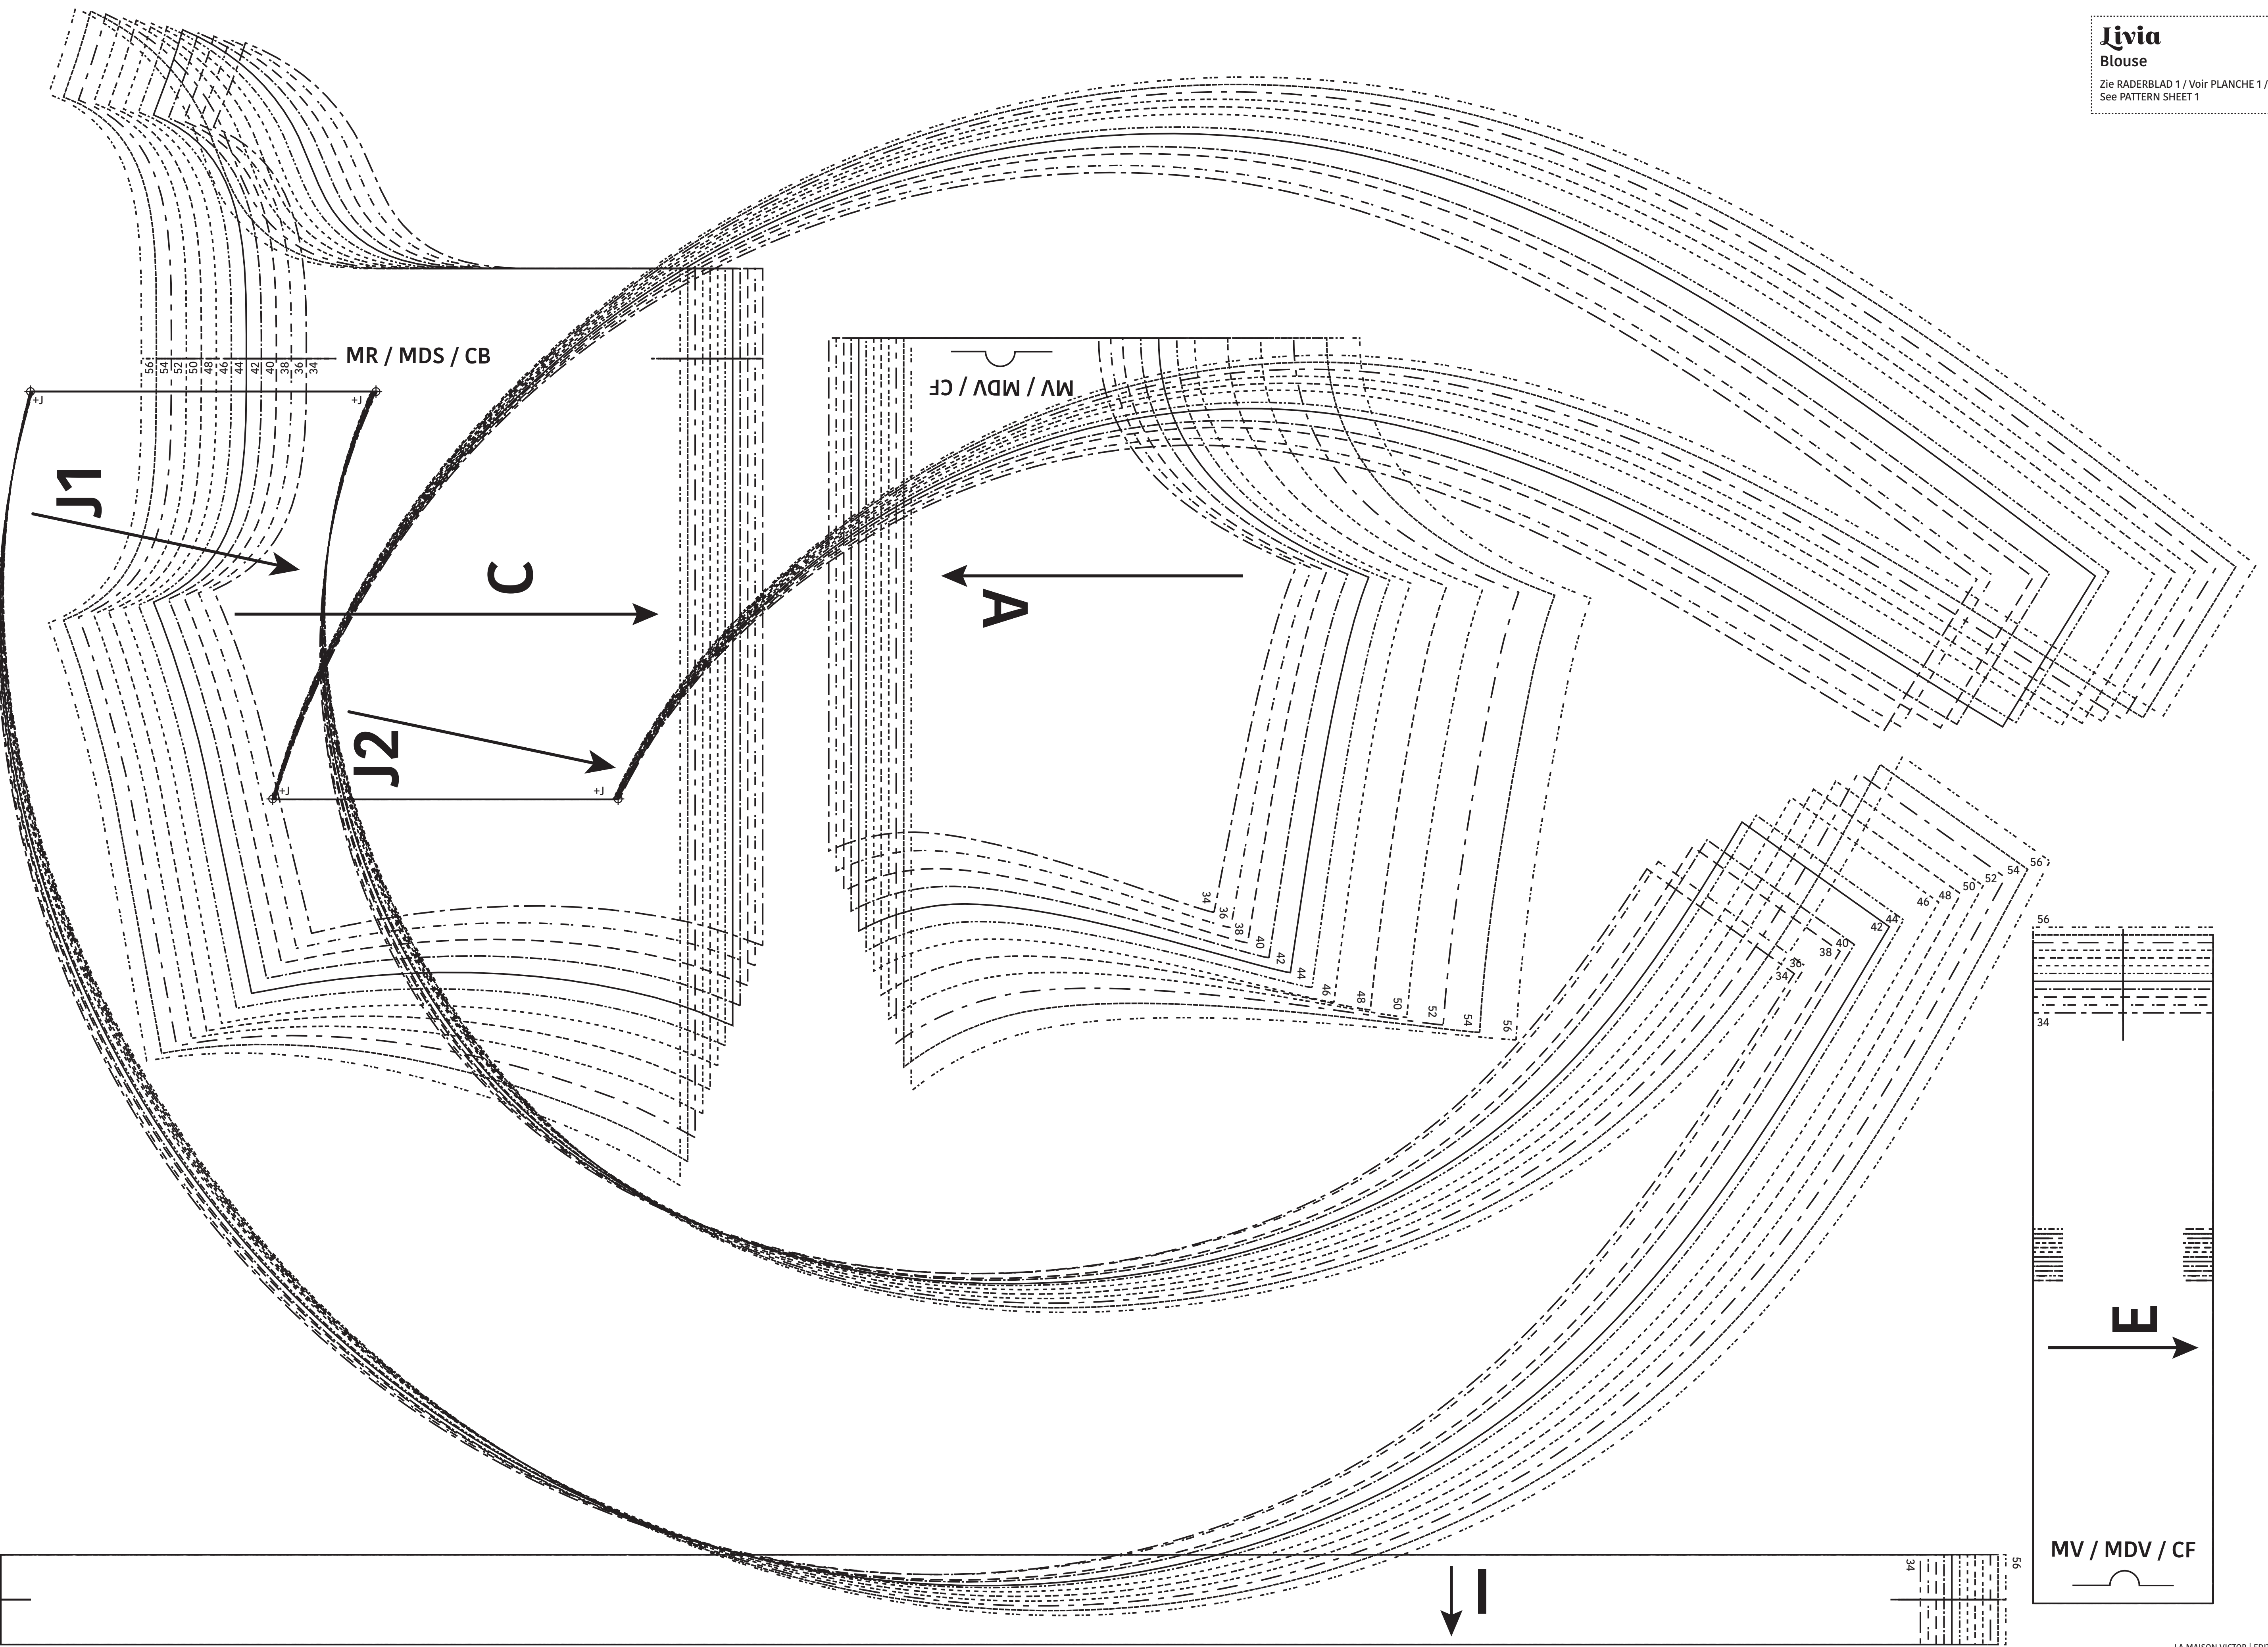 Livia
Blouse
Zie RADERBLAD 1 / Voir PLANCHE 1 /
See PATTERN SHEET 1
MR / MDS / CB
56 54 52 50 48 46 44 42 40 38 36 34
MV / MDV / CF
+J
+J
J1
C
A
J2
+J
+J
34 36 38 40 42 44 46 48 50 52 54 56
56
54
52
50
48
46
44
42
40
38
36
34
56
34
E
MV / MDV / CF
34
56
I